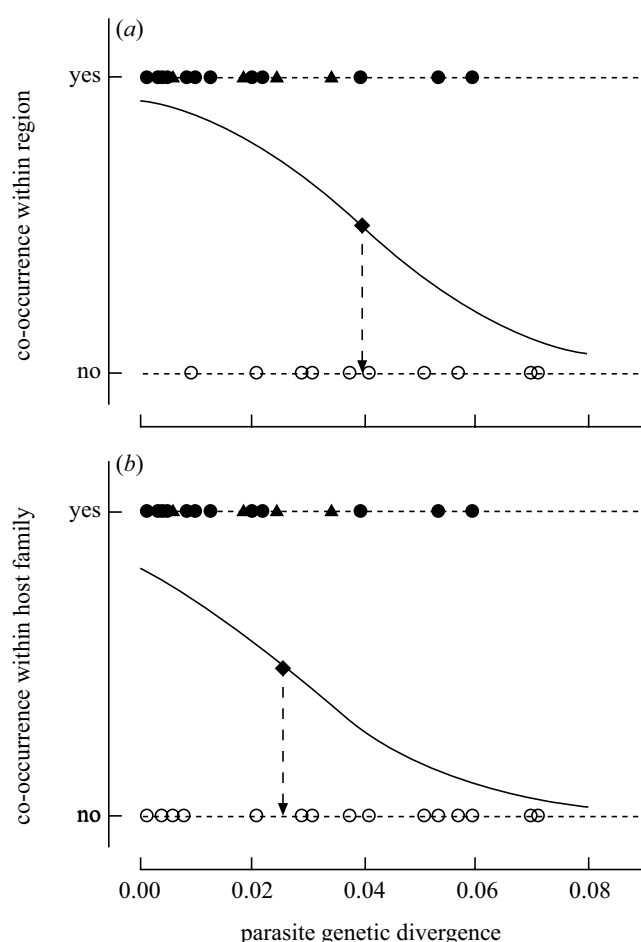 (a)
yes
co-occurrence within region
no
(b)
yes
co-occurrence within host family
no
0.00 0.02 0.04 0.06 0.08
parasite genetic divergence